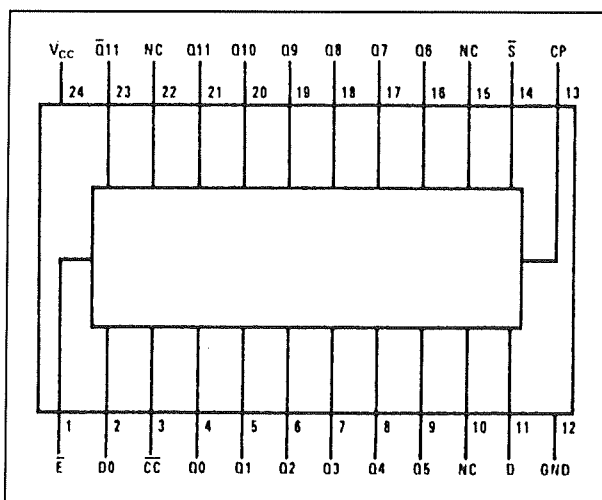 VCC Q̅11 NC Q11 Q10 Q9 Q8 Q7 Q6 NC S̅ CP
24 23 22 21 20 19 18 17 16 15 14 13
1 2 3 4 5 6 7 8 9 10 11 12
E̅ D0 C̅C̅ Q0 Q1 Q2 Q3 Q4 Q5 NC D GND